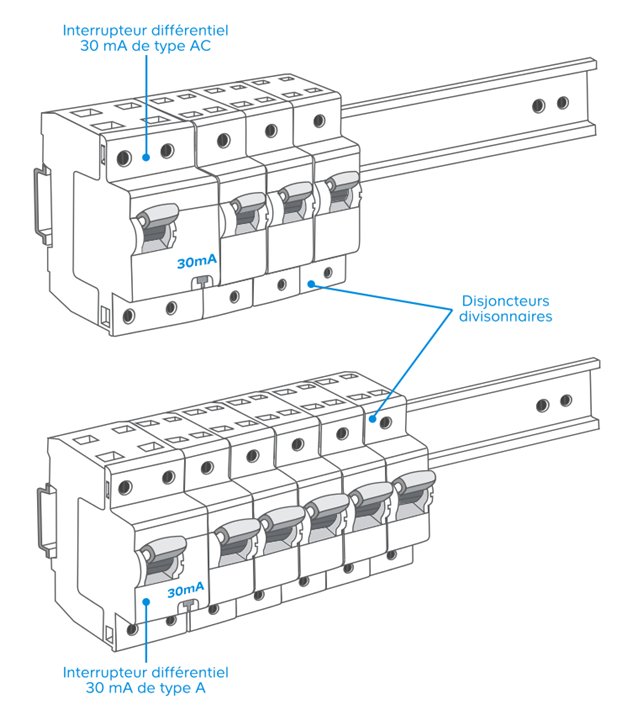 Interrupteur différentiel
30 mA de type AC
30mA
Disjoncteurs
divisonnaires
30mA
Interrupteur différentiel
30 mA de type A